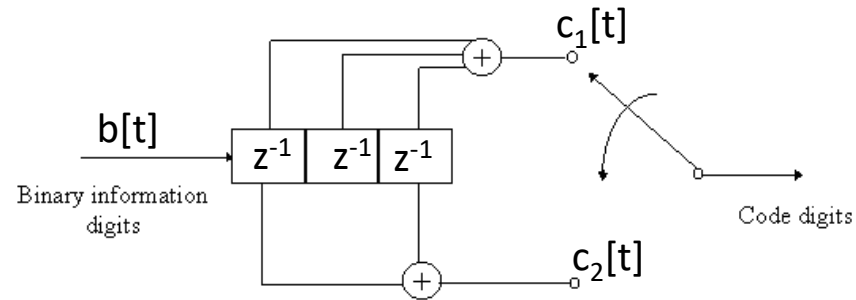 c₁[t]
+
b[t]
z⁻¹ z⁻¹ z⁻¹
Binary information
digits
Code digits
c₂[t]
+